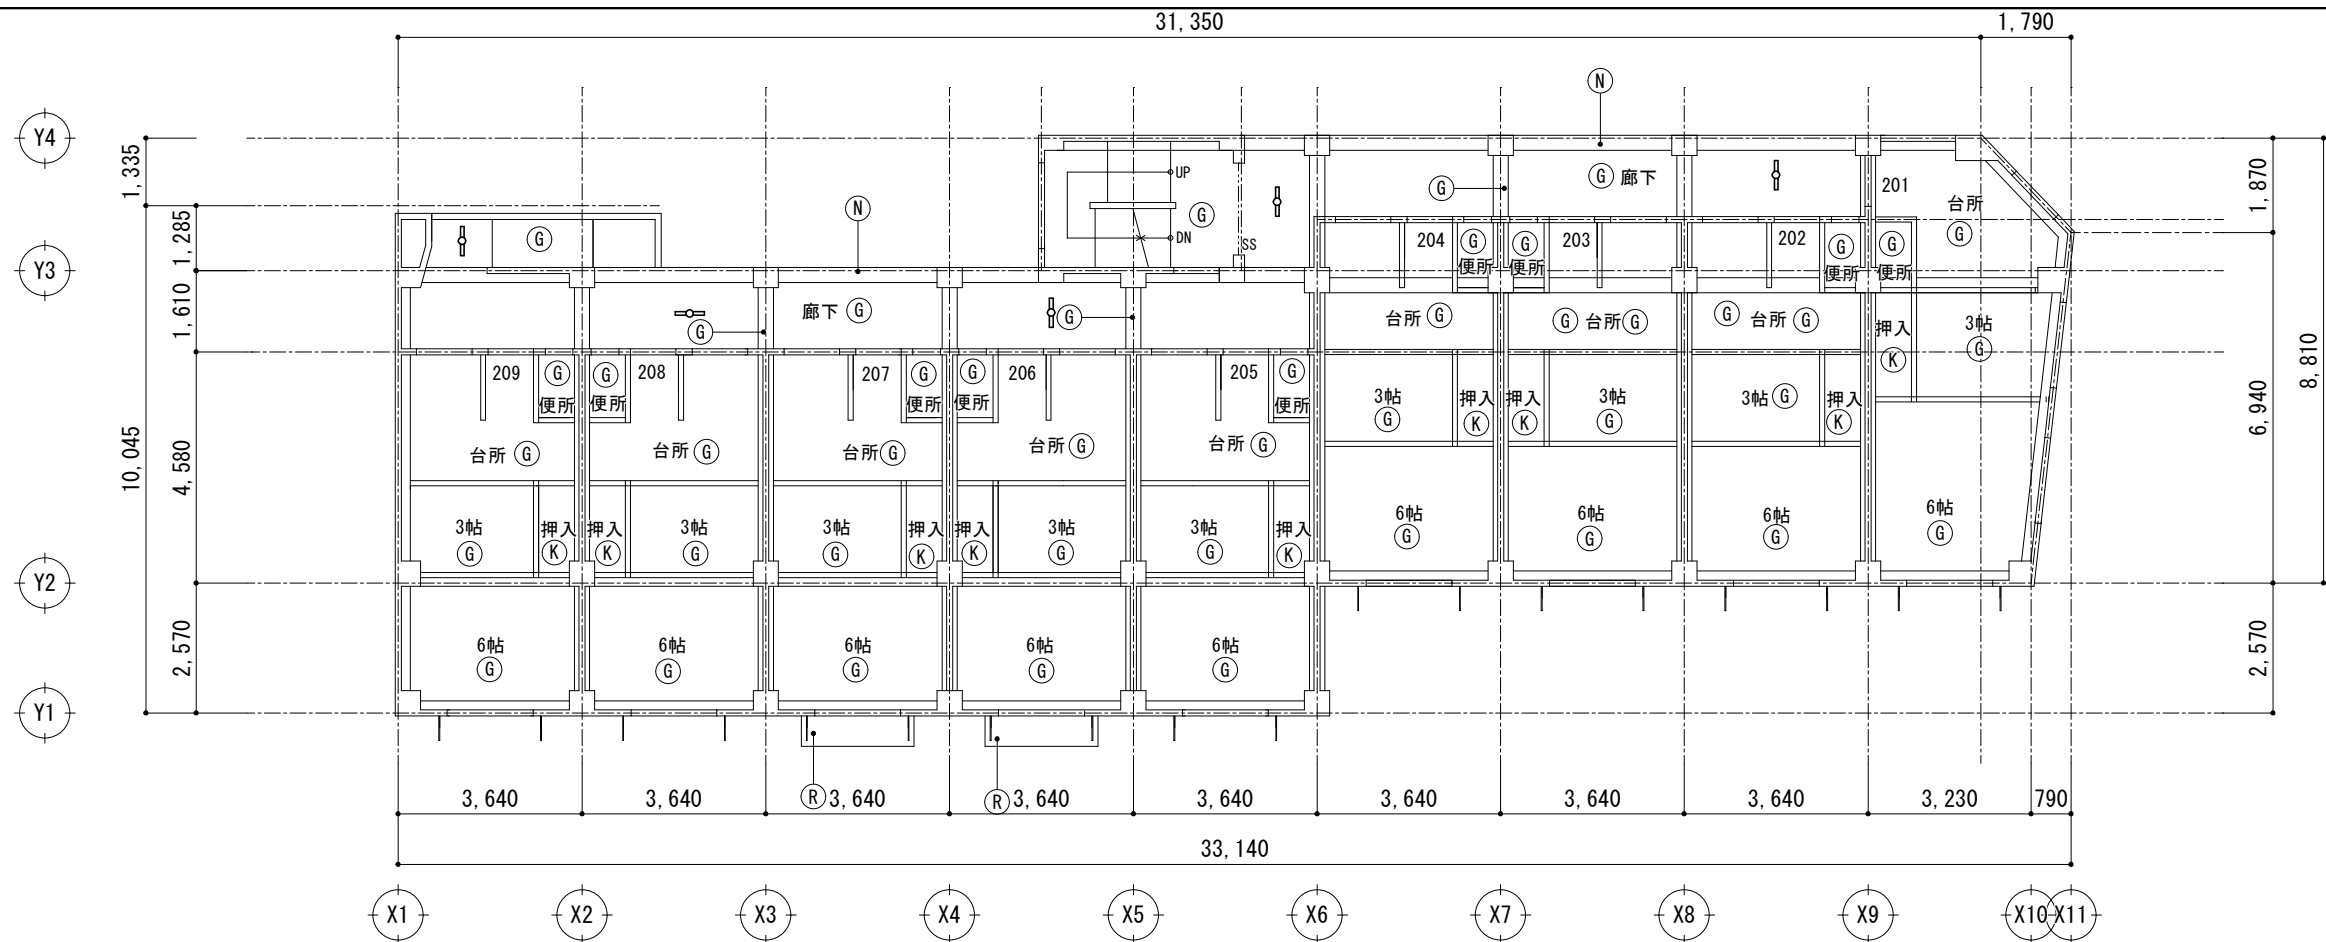 31,350
1,790
N
Y4
1,335
UP
G
G
廊下
201
1,870
台所
G
1,285
N
G
G
DN
SS
204
G
便所
G
便所
203
202
G
便所
G
便所
Y3
1,610
廊下
G
G
G
台所
G
G
台所
G
G
台所
G
押入
K
3帖
G
8,810
209
G
便所
G
便所
208
207
G
便所
G
便所
206
205
G
便所
3帖
G
押入
K
押入
K
3帖
G
3帖
G
押入
K
6,940
10,045
4,580
台所
G
台所
G
台所
G
台所
G
台所
G
3帖
G
押入
K
押入
K
3帖
G
3帖
G
押入
K
押入
K
3帖
G
3帖
G
押入
K
6帖
G
6帖
G
6帖
G
6帖
G
Y2
2,570
6帖
G
6帖
G
6帖
G
6帖
G
6帖
G
2,570
Y1
3,640
3,640
R
3,640
R
3,640
3,640
3,640
3,640
3,640
3,230
790
33,140
X1
X2
X3
X4
X5
X6
X7
X8
X9
X10
X11